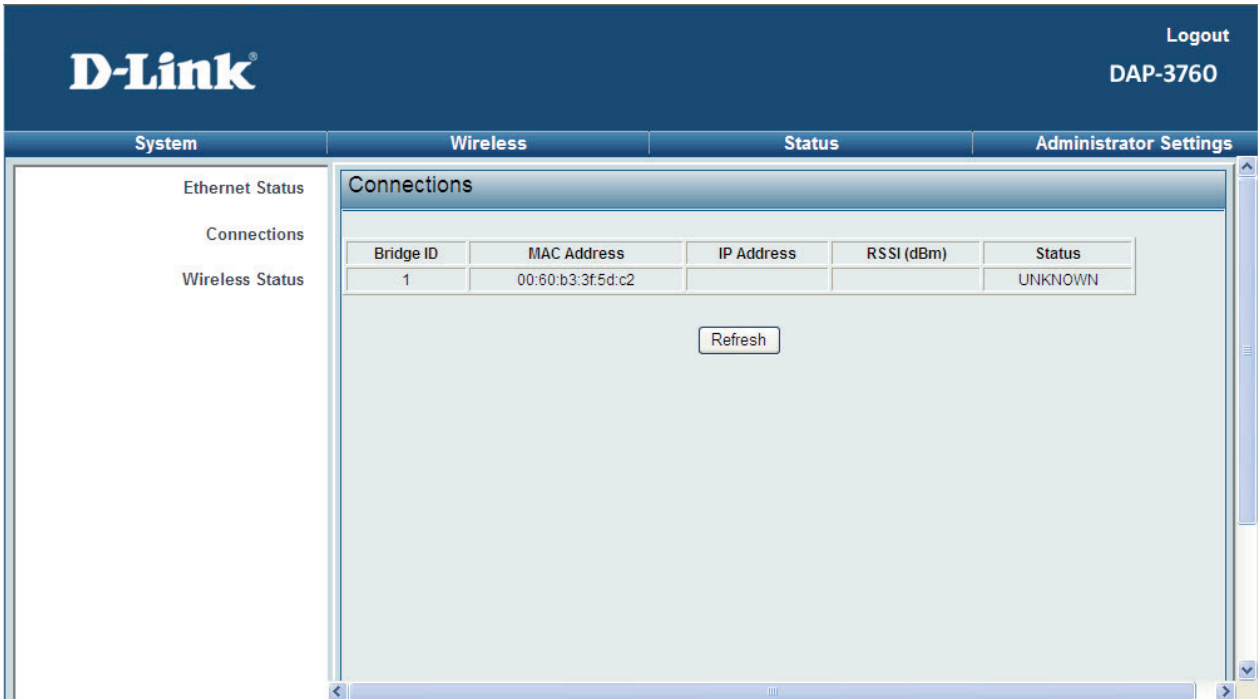 Logout
D-Link®
DAP-3760
System Wireless Status Administrator Settings
Ethernet Status
Connections
Wireless Status
Connections
Bridge ID MAC Address IP Address RSSI (dBm) Status
1 00:60:b3:3f:5d:c2 UNKNOWN
Refresh